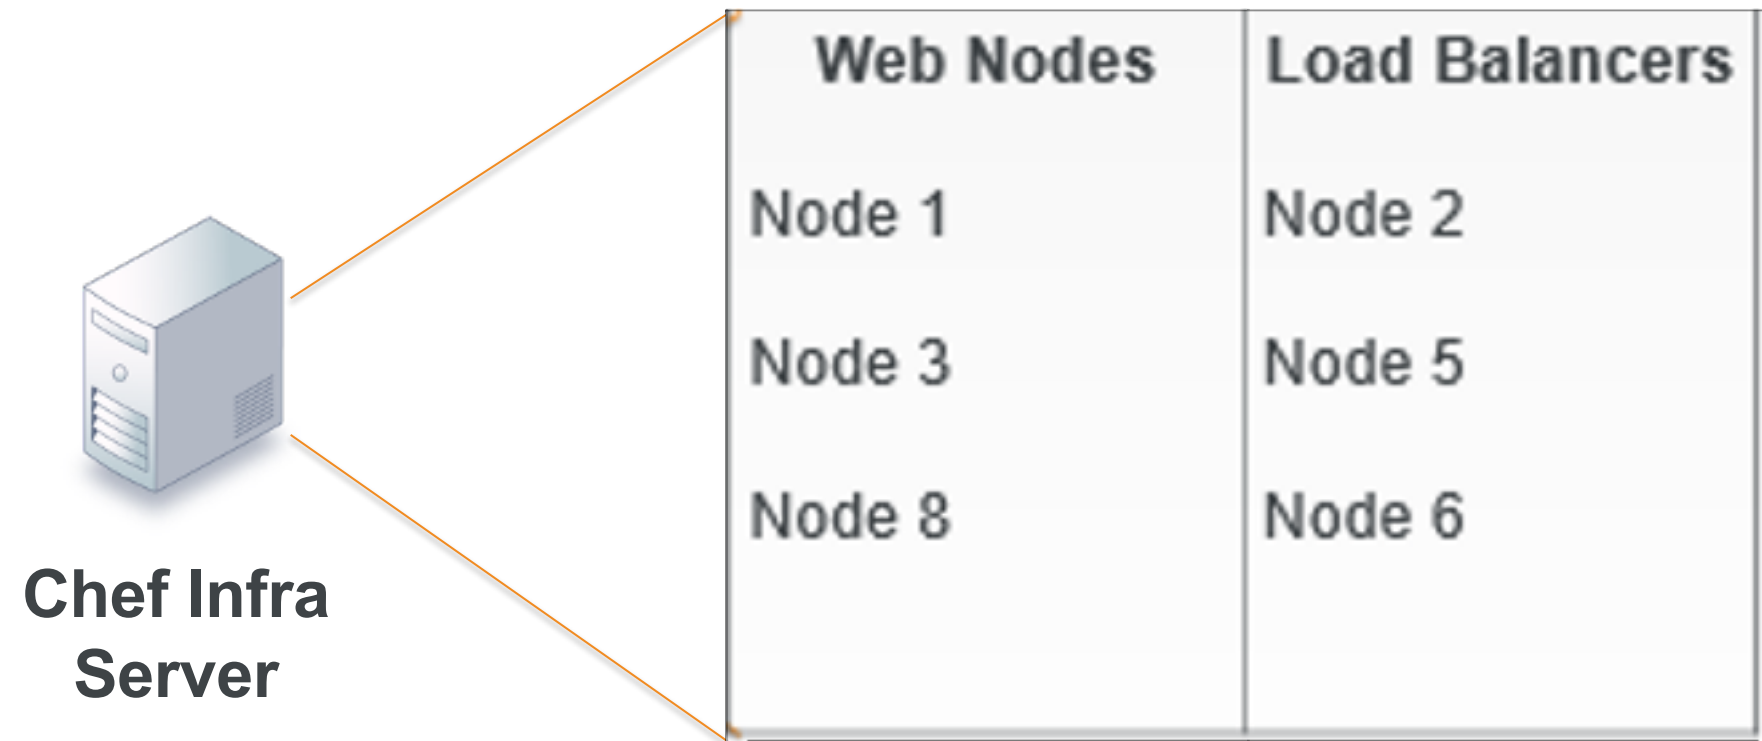 Web Nodes Load Balancers
Node 1 Node 2
Node 3 Node 5
Node 8 Node 6
Chef Infra
Server